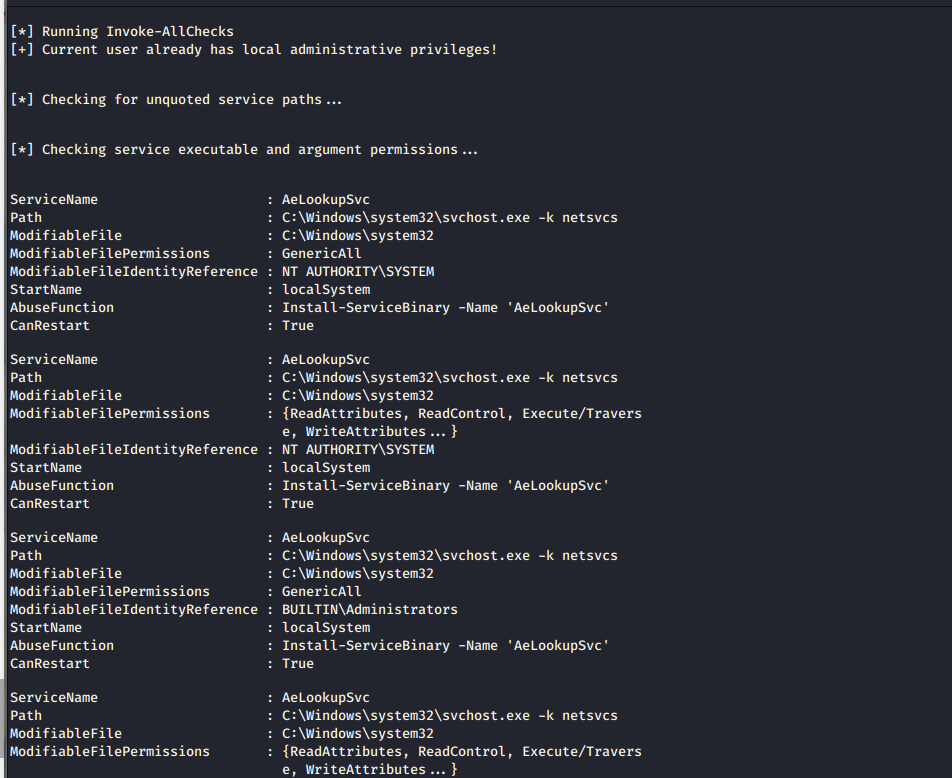 [*] Running Invoke-AllChecks
[+] Current user already has local administrative privileges!
[*] Checking for unquoted service paths...
[*] Checking service executable and argument permissions...
ServiceName                     : AeLookupSvc
Path                            : C:\Windows\system32\svchost.exe -k netsvcs
ModifiableFile                  : C:\Windows\system32
ModifiableFilePermissions       : GenericAll
ModifiableFileIdentityReference : NT AUTHORITY\SYSTEM
StartName                       : localSystem
AbuseFunction                   : Install-ServiceBinary -Name 'AeLookupSvc'
CanRestart                      : True
ServiceName                     : AeLookupSvc
Path                            : C:\Windows\system32\svchost.exe -k netsvcs
ModifiableFile                  : C:\Windows\system32
ModifiableFilePermissions       : {ReadAttributes, ReadControl, Execute/Travers
                                  e, WriteAttributes...}
ModifiableFileIdentityReference : NT AUTHORITY\SYSTEM
StartName                       : localSystem
AbuseFunction                   : Install-ServiceBinary -Name 'AeLookupSvc'
CanRestart                      : True
ServiceName                     : AeLookupSvc
Path                            : C:\Windows\system32\svchost.exe -k netsvcs
ModifiableFile                  : C:\Windows\system32
ModifiableFilePermissions       : GenericAll
ModifiableFileIdentityReference : BUILTIN\Administrators
StartName                       : localSystem
AbuseFunction                   : Install-ServiceBinary -Name 'AeLookupSvc'
CanRestart                      : True
ServiceName                     : AeLookupSvc
Path                            : C:\Windows\system32\svchost.exe -k netsvcs
ModifiableFile                  : C:\Windows\system32
ModifiableFilePermissions       : {ReadAttributes, ReadControl, Execute/Travers
                                  e, WriteAttributes...}